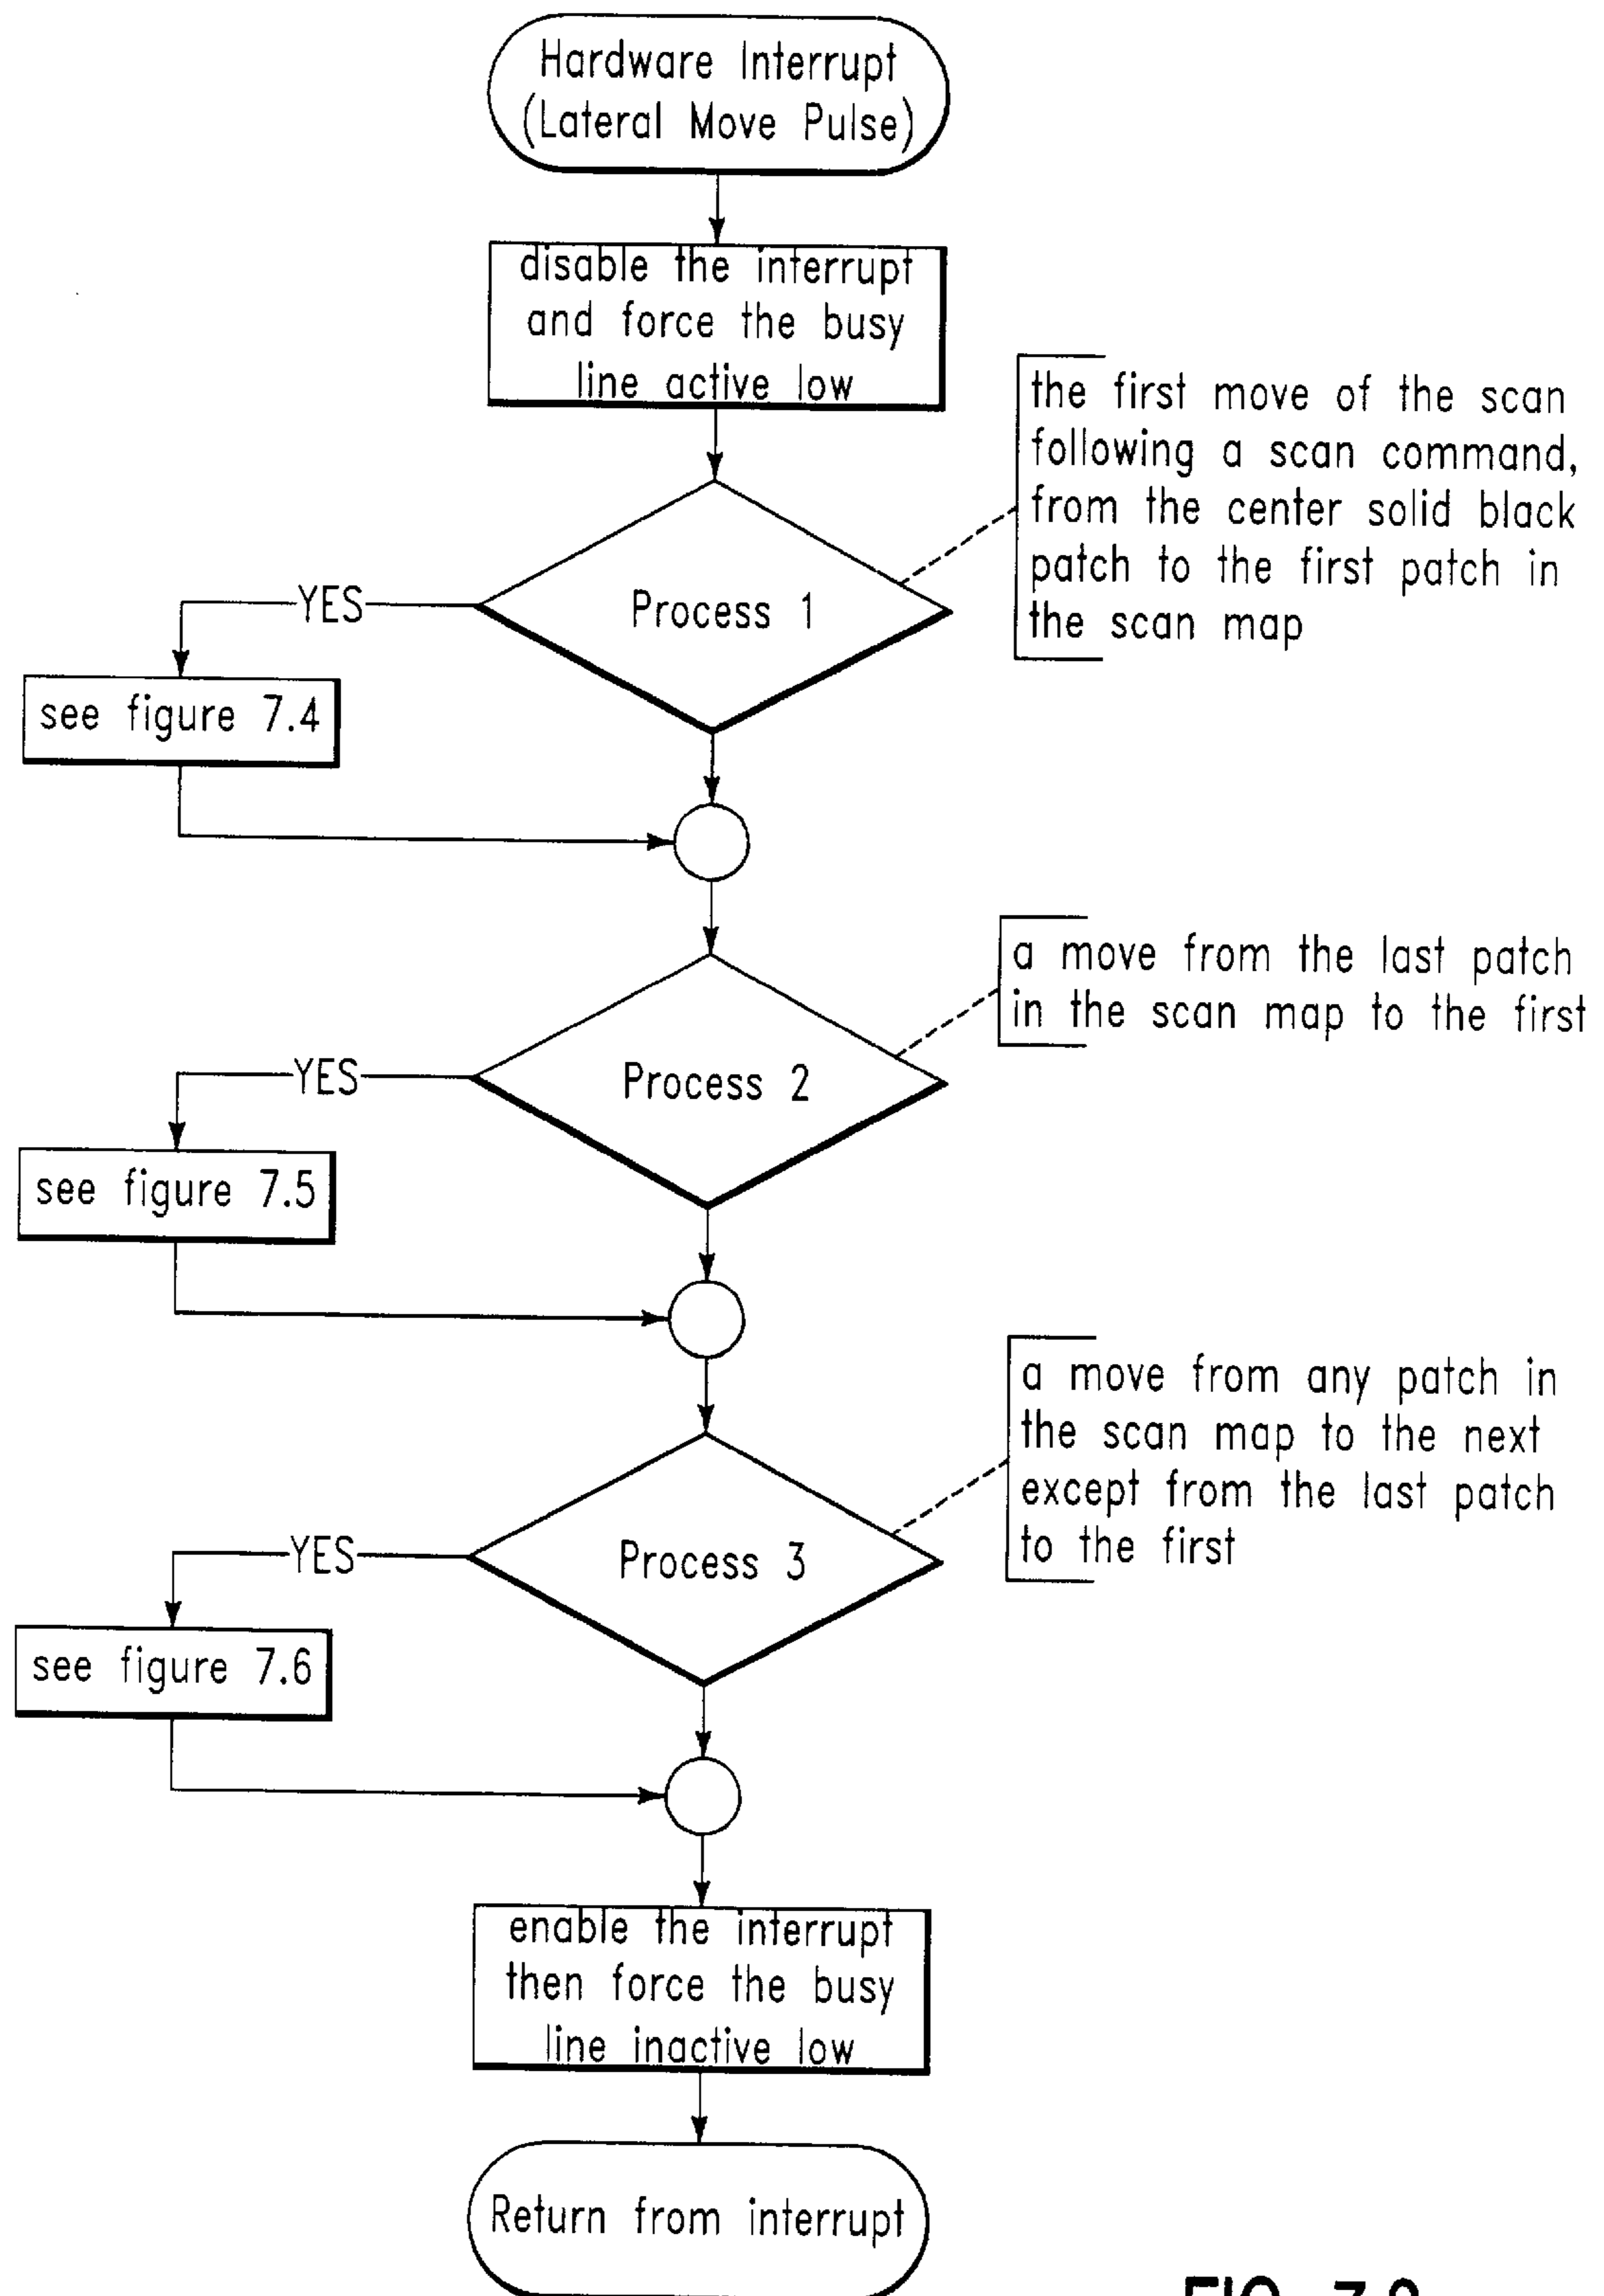 Hardware Interrupt
(Lateral Move Pulse)
disable the interrupt
and force the busy
line active low
the first move of the scan
following a scan command,
from the center solid black
patch to the first patch in
the scan map
Process 1
YES
see figure 7.4
a move from the last patch
in the scan map to the first
Process 2
YES
see figure 7.5
a move from any patch in
the scan map to the next
except from the last patch
to the first
Process 3
YES
see figure 7.6
enable the interrupt
then force the busy
line inactive low
Return from interrupt
FIG.